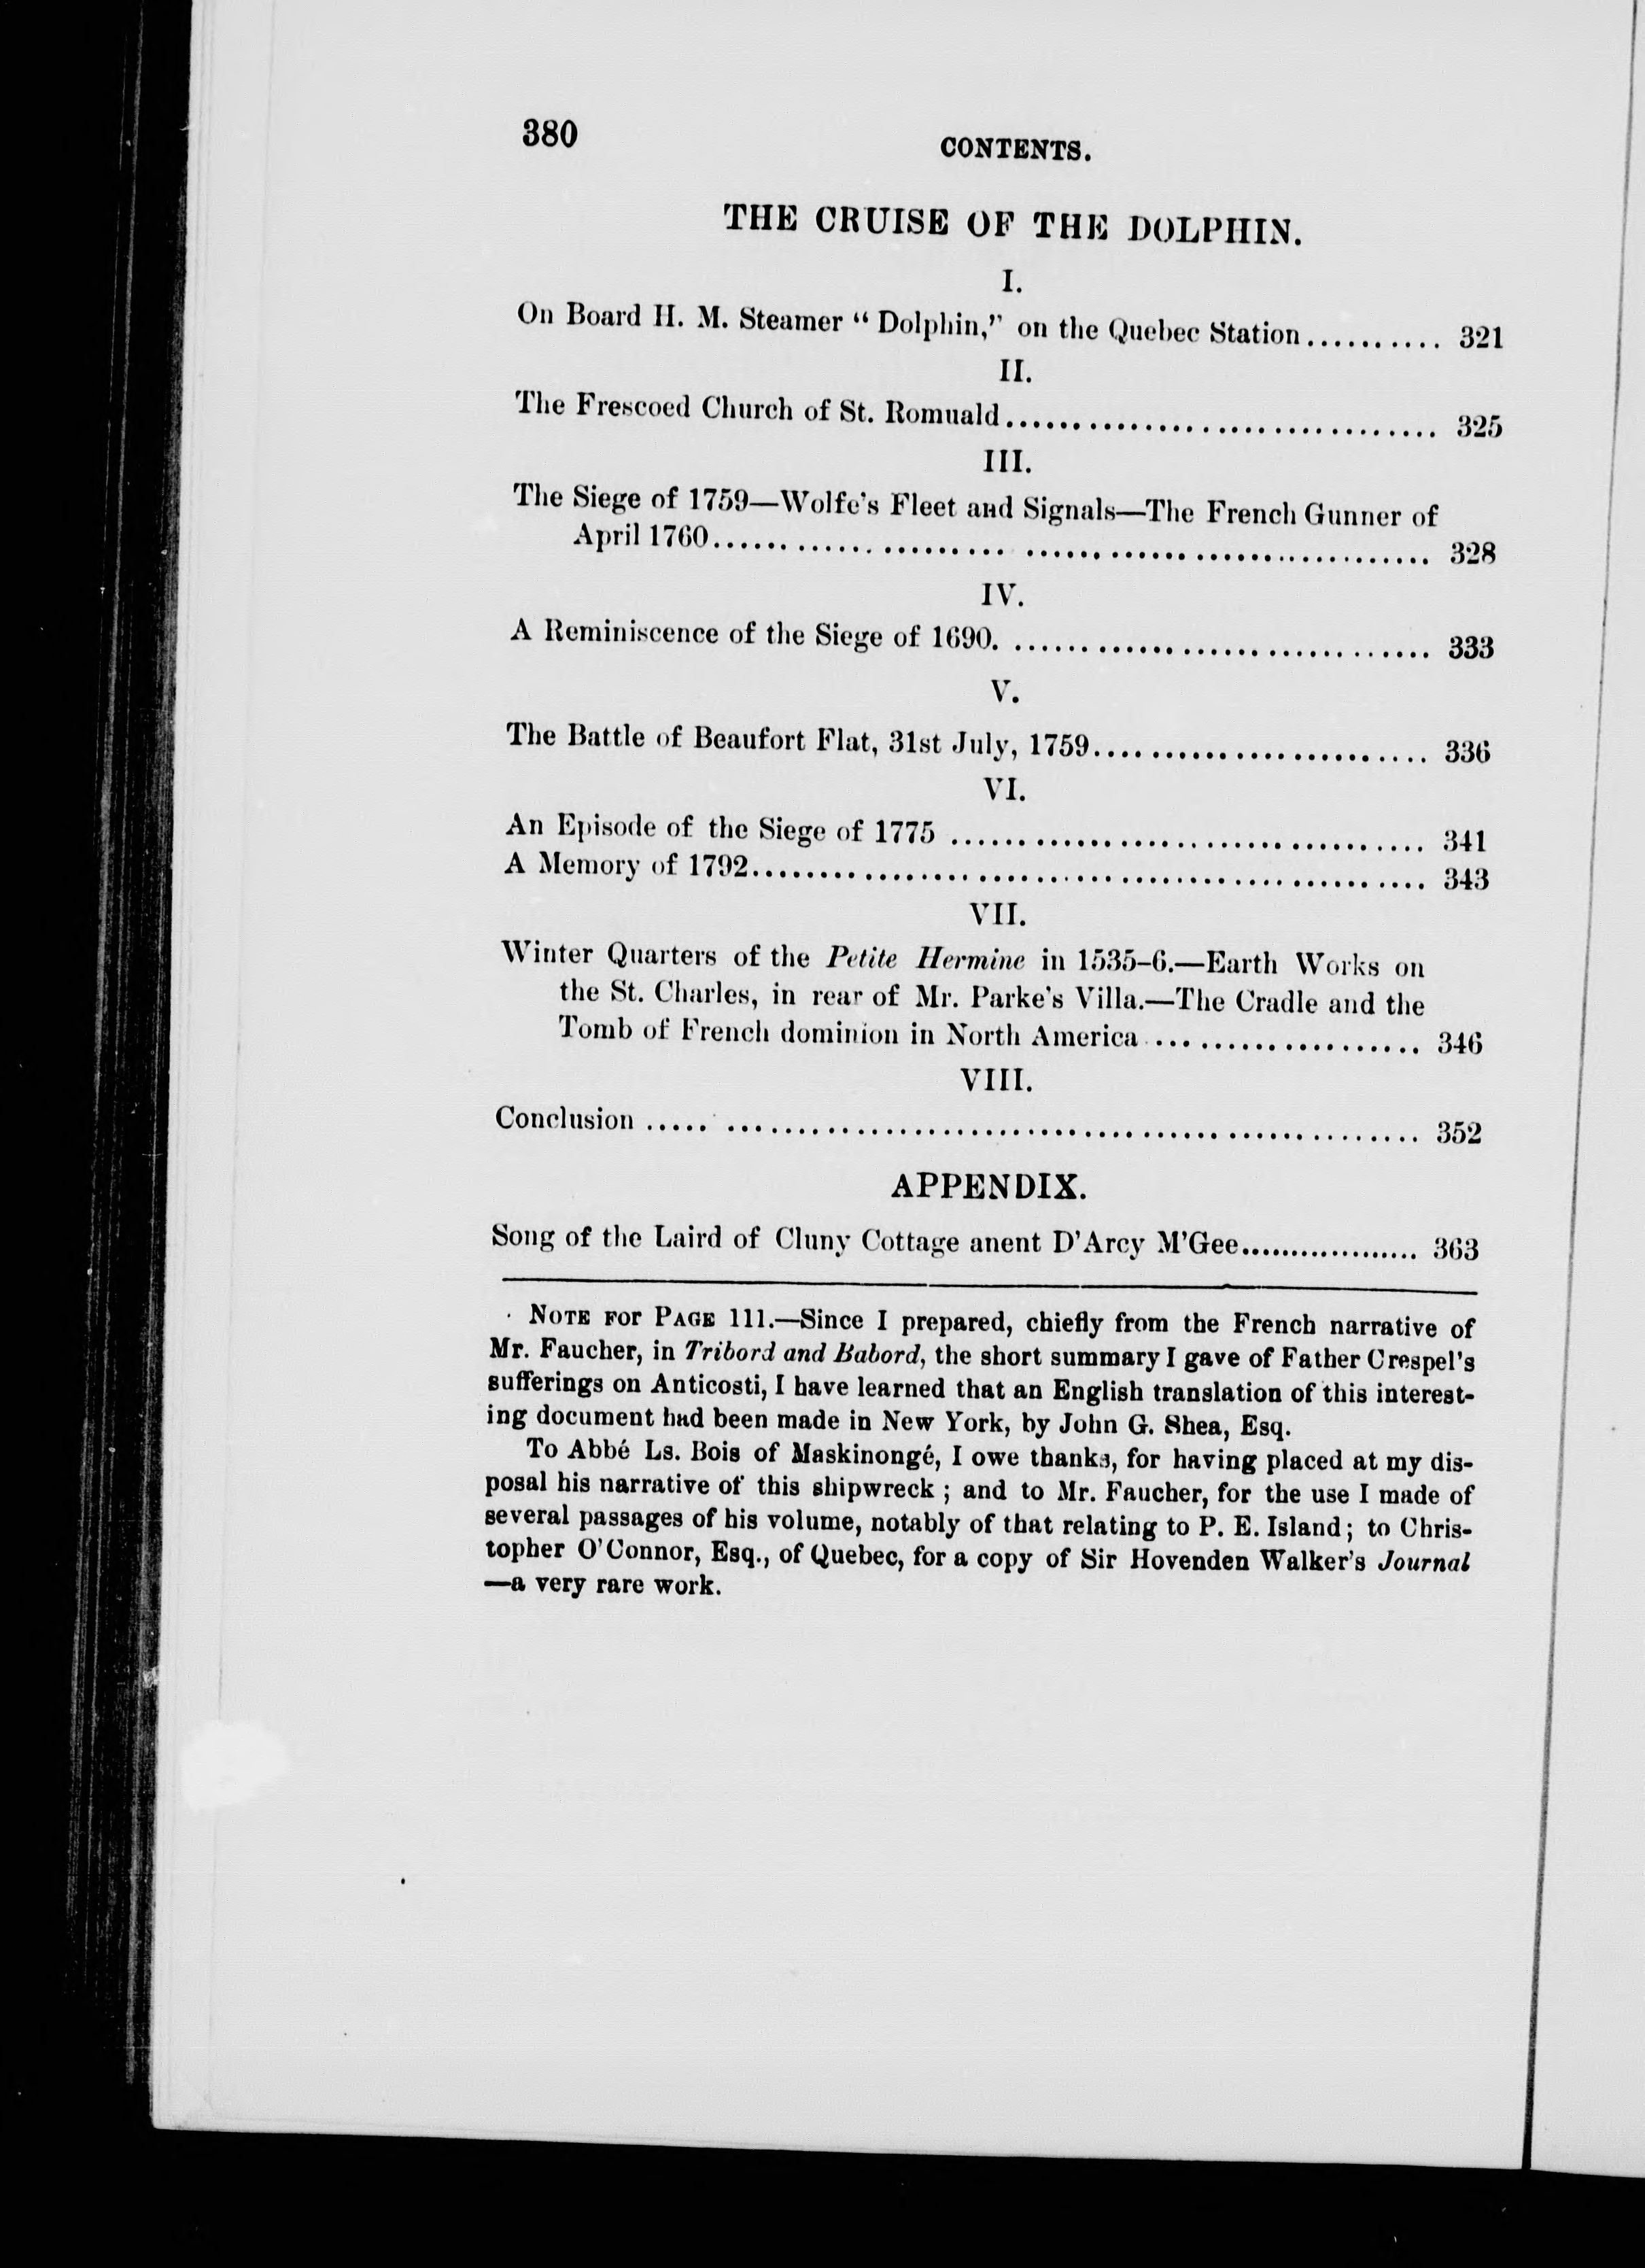 380
CONTENTS.
THE CRUISE OF THE DOLPHIN.
I.
On Board H. M. Steamer “ Dolphin,” on the Quebec Station.......... 321
II.
The Frescoed Church of St. Romuald................................ 325
III.
The Siege of 1759—Wolfe's Fleet and Signals—The French Gunner of
April 1760.................................................... 328
IV.
A Reminiscence of the Siege of 1690. .............................. 333
V.
The Battle of Beaufort Flat, 31st July, 1759........................ 336
VI.
An Episode of the Siege of 1775 .................................. 341
A Memory of 1792................................................ 343
VII.
Winter Quarters of the Petite Hermine in 1535-6.—Earth Works on
the St. Charles, in rear of Mr. Parke's Villa.—The Cradle and the
Tomb of French dominion in North America ................... 346
VIII.
Conclusion ..... ................................................. 352
APPENDIX.
Song of the Laird of Cluny Cottage anent D'Arcy M'Gee.................. 363
NOTE FOR PAGE 111.—Since I prepared, chiefly from the French narrative of
Mr. Faucher, in Tribord and Babord, the short summary I gave of Father Crespel's
sufferings on Anticosti, I have learned that an English translation of this interest-
ing document had been made in New York, by John G. Shea, Esq.
To Abbé Ls. Bois of Maskinongé, I owe thanks, for having placed at my dis-
posal his narrative of this shipwreck ; and to Mr. Faucher, for the use I made of
several passages of his volume, notably of that relating to P. E. Island; to Chris-
topher O'Connor, Esq., of Quebec, for a copy of Sir Hovenden Walker's Journal
—a very rare work.